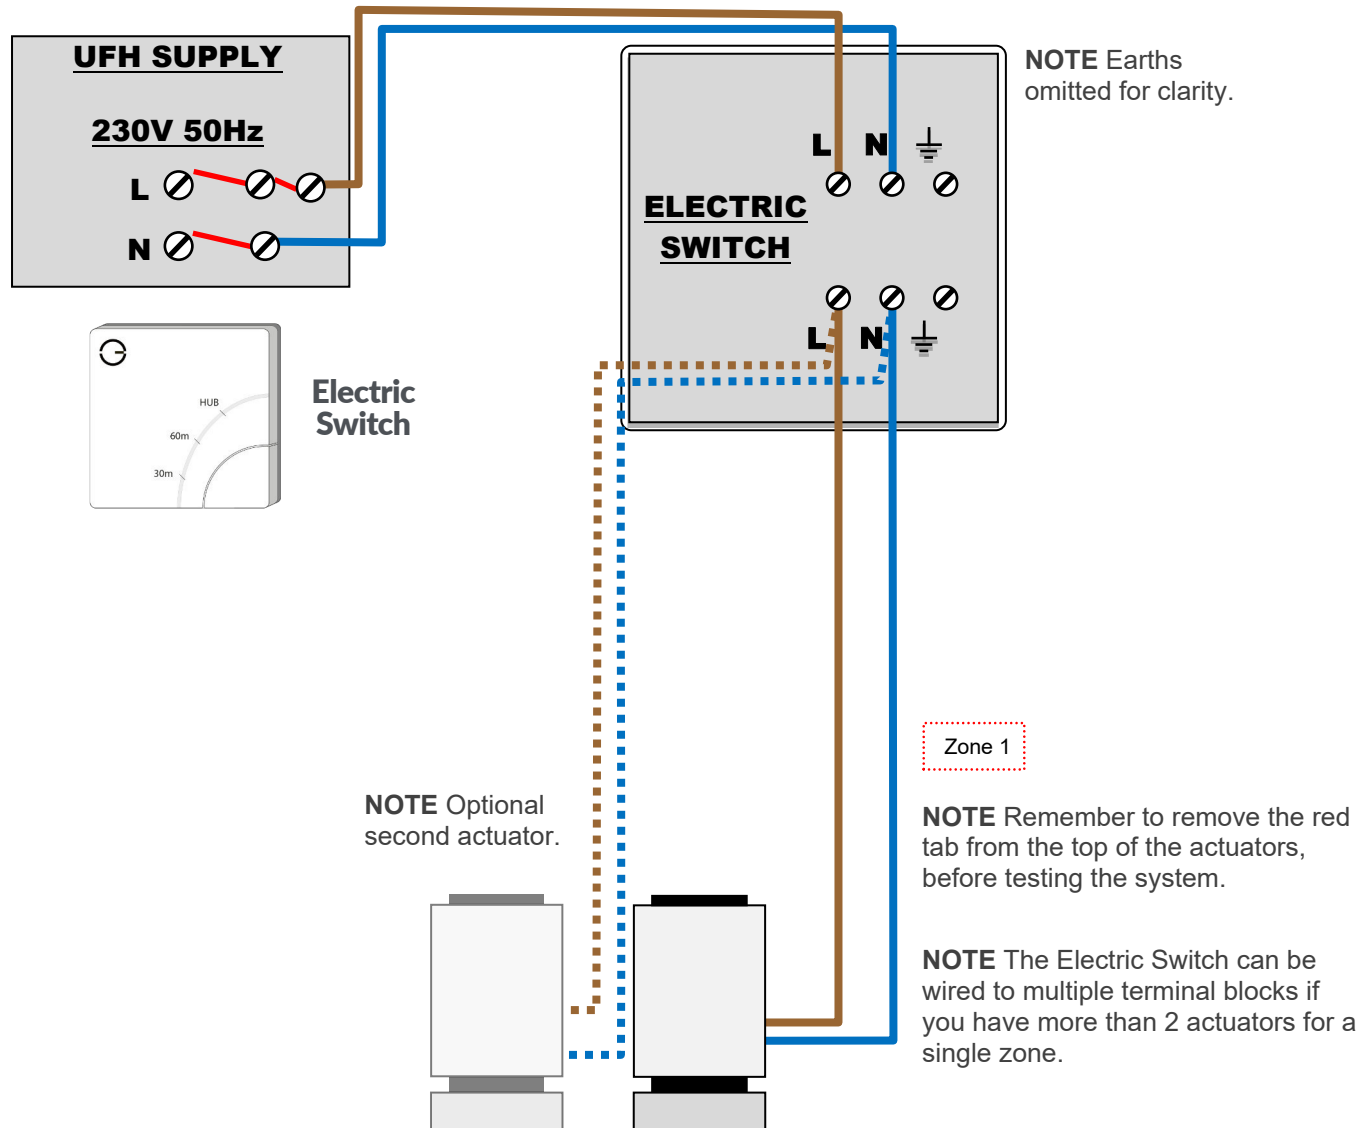 UFH SUPPLY
230V 50Hz
L
N
NOTE Earths
omitted for clarity.
L N
ELECTRIC
SWITCH
L N
HUB
60m
30m
Electric
Switch
Zone 1
NOTE Optional
second actuator.
NOTE Remember to remove the red
tab from the top of the actuators,
before testing the system.
NOTE The Electric Switch can be
wired to multiple terminal blocks if
you have more than 2 actuators for a
single zone.